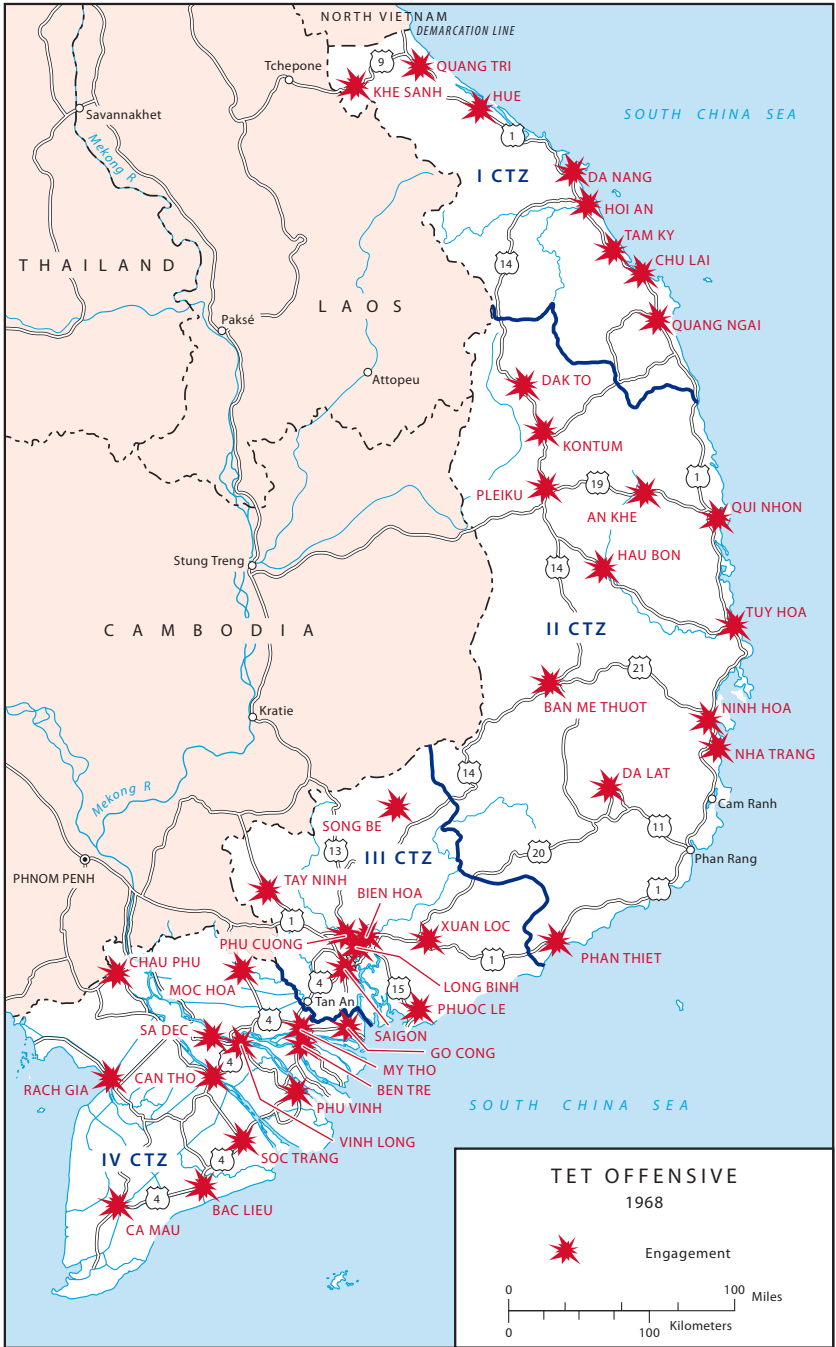 NORTH VIETNAM
DEMARCATION LINE
Tchepone
9
QUANG TRI
KHE SANH
HUE
Savannakhet
SOUTH CHINA SEA
1
Mekong R
I CTZ
DA NANG
HOI AN
TAM KY
THAILAND
14
CHU LAI
LAOS
Paksé
QUANG NGAI
Attopeu
DAK TO
KONTUM
PLEIKU
19
1
AN KHE
QUI NHON
Stung Treng
14
HAU BON
CAMBODIA
II CTZ
TUY HOA
21
BAN ME THUOT
Kratie
NINH HOA
NHA TRANG
14
DA LAT
Mekong R
Cam Ranh
SONG BE
11
13
III CTZ
20
PHNOM PENH
Phan Rang
TAY NINH
BIEN HOA
1
1
XUAN LOC
PHU CUONG
1
PHAN THIET
CHAU PHU
LONG BINH
MOC HOA
4
15
Tan An
PHUOC LE
SA DEC
4
SAIGON
GO CONG
4
MY THO
RACH GIA
CAN THO
BEN TRE
PHU VINH
SOUTH CHINA SEA
VINH LONG
IV CTZ
4
SOC TRANG
4
BAC LIEU
CA MAU
TET OFFENSIVE
1968
Engagement
0
100
Miles
0
100
Kilometers